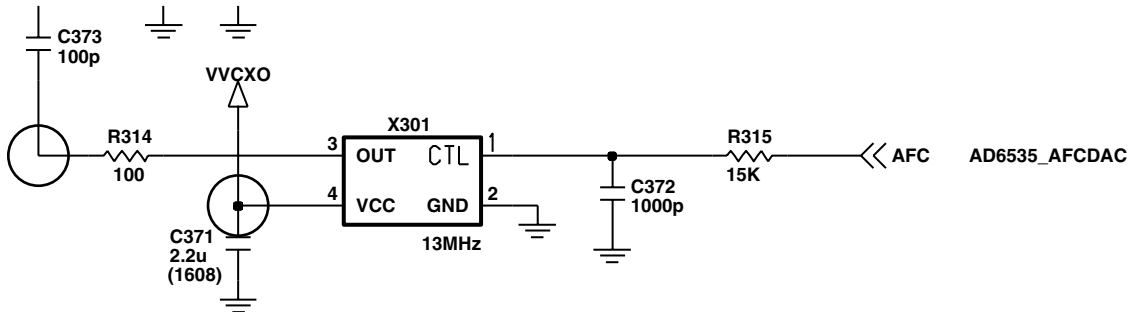 C373
100p
VVCXO
R314
100
X301
3
OUT
CTL
1
4
VCC
GND
2
13MHz
R315
15K
AFC
AD6535_AFCDAC
C372
1000p
C371
2.2u
(1608)